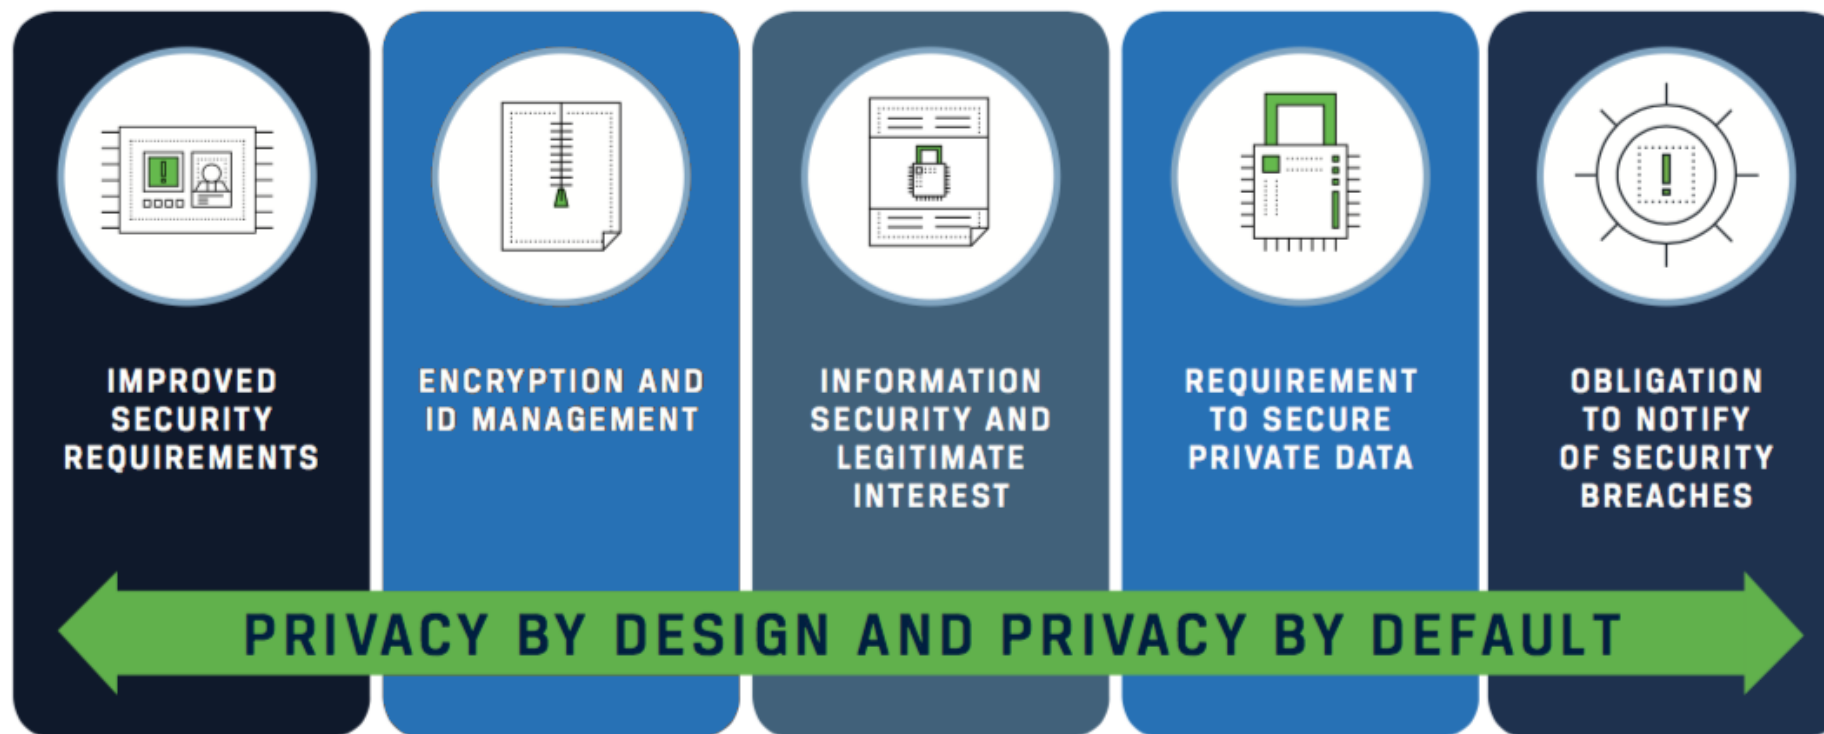 IMPROVED
SECURITY
REQUIREMENTS
ENCRYPTION AND
ID MANAGEMENT
INFORMATION
SECURITY AND
LEGITIMATE
INTEREST
REQUIREMENT
TO SECURE
PRIVATE DATA
OBLIGATION
TO NOTIFY
OF SECURITY
BREACHES
PRIVACY BY DESIGN AND PRIVACY BY DEFAULT